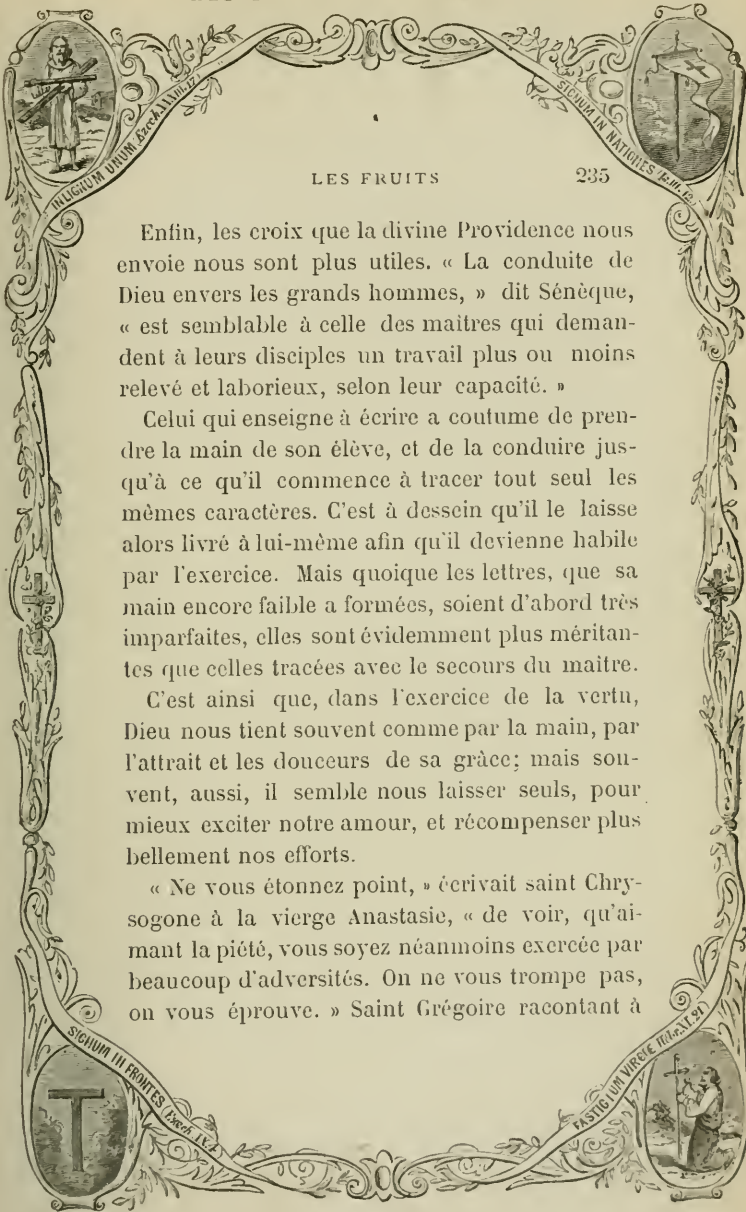 IN LIGNUM UNUM (Ezech. XXXVII. 17)
SIGNUM IN NATIONES
LES FRUITS 235
Enfin, les croix que la divine Providence nous
envoie nous sont plus utiles. « La conduite de
Dieu envers les grands hommes, » dit Sénèque,
« est semblable à celle des maitres qui deman-
dent à leurs disciples un travail plus ou moins
relevé et laborieux, selon leur capacité. »
Celui qui enseigne à écrire a coutume de pren-
dre la main de son élève, et de la conduire jus-
qu'à ce qu'il commence à tracer tout seul les
mêmes caractères. C'est à dessein qu'il le laisse
alors livré à lui-même afin qu'il devienne habile
par l'exercice. Mais quoique les lettres, que sa
main encore faible a formées, soient d'abord très
imparfaites, elles sont évidemment plus méritan-
tes que celles tracées avec le secours du maitre.
C'est ainsi que, dans l'exercice de la vertu,
Dieu nous tient souvent comme par la main, par
l'attrait et les douceurs de sa grâce; mais sou-
vent, aussi, il semble nous laisser seuls, pour
mieux exciter notre amour, et récompenser plus
bellement nos efforts.
« Ne vous étonnez point, » écrivait saint Chry-
sogone à la vierge Anastasie, « de voir, qu'ai-
mant la piété, vous soyez néanmoins exercée par
beaucoup d'adversités. On ne vous trompe pas,
on vous éprouve. » Saint Grégoire racontant à
SIGNUM IN FRONTES
FASTIGIUM VIRGÆ
T